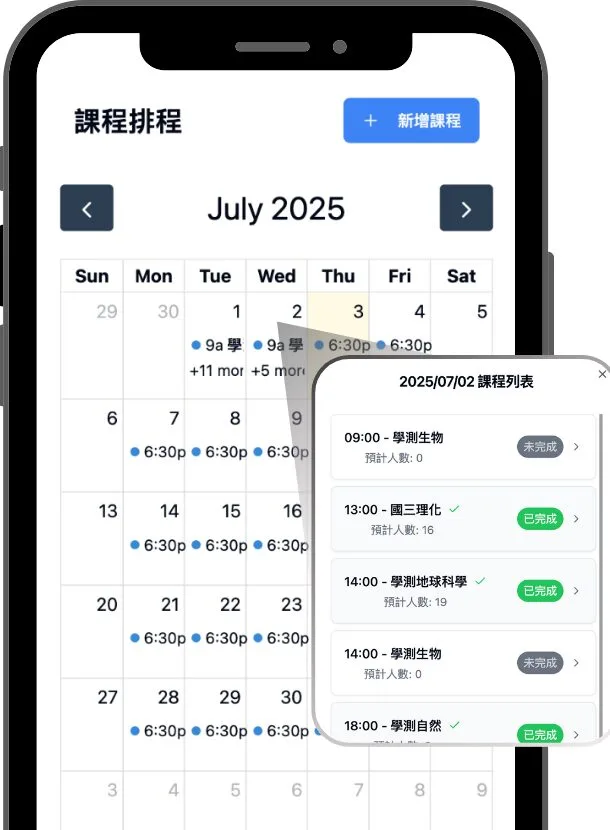 課程排程
+ 新增課程
July 2025
Sun Mon Tue Wed Thu Fri Sat
29 30 1 2 3 4 5
9a 學 9a 學 6:30p 6:30p
+11 mor +5 more
6 7 8 9
6:30p 6:30p 6:30p
13 14 15 16
6:30p 6:30p 6:30p
20 21 22 23
6:30p 6:30p 6:30p
27 28 29 30
6:30p 6:30p 6:30p
3 4 5 6 7 8 9
2025/07/02 課程列表
×
09:00 - 學測生物
預計人數: 0
未完成
13:00 - 國三理化 ✓
預計人數: 16
已完成
14:00 - 學測地球科學 ✓
預計人數: 19
已完成
14:00 - 學測生物
預計人數: 0
未完成
18:00 - 學測自然 ✓
已完成